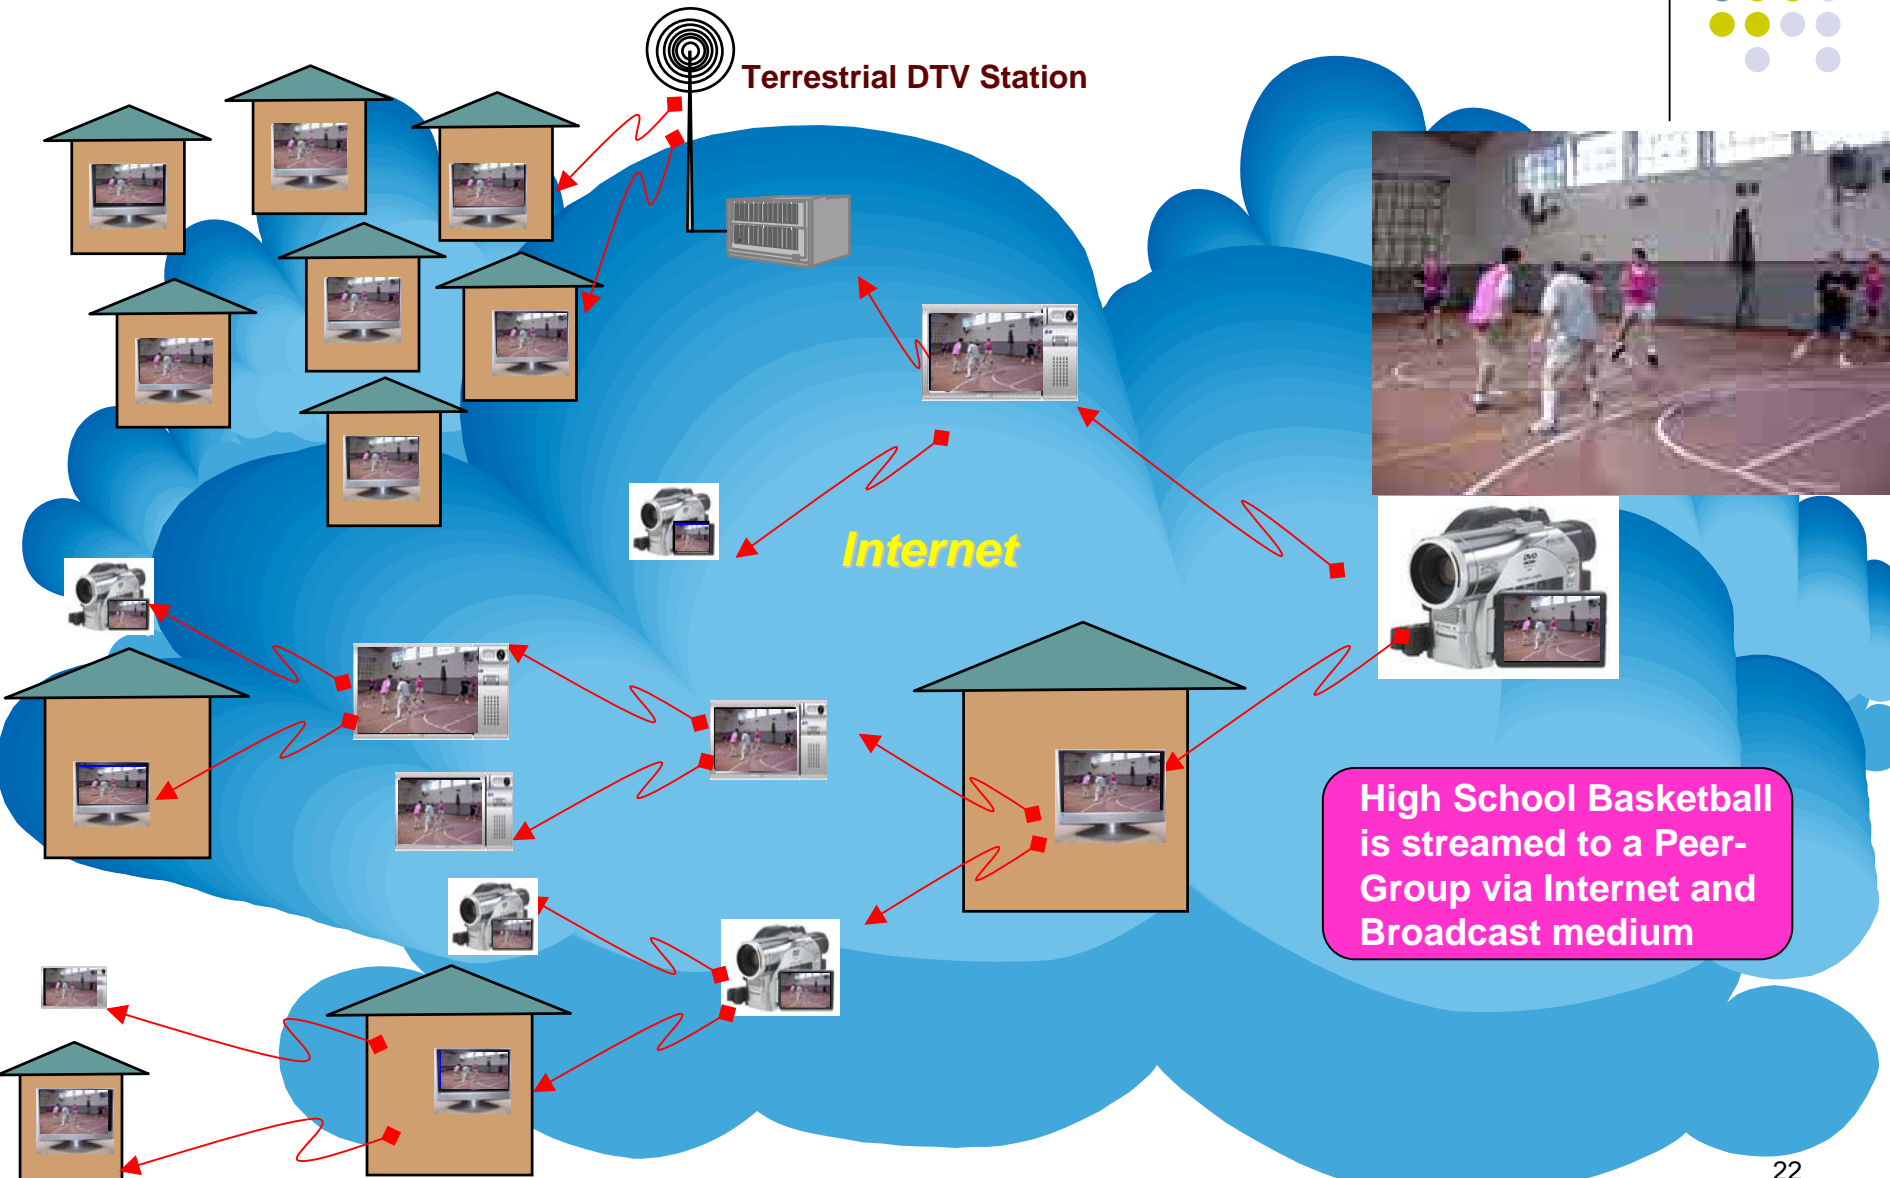 Terrestrial DTV Station
Internet
High School Basketball
is streamed to a Peer-
Group via Internet and
Broadcast medium
22